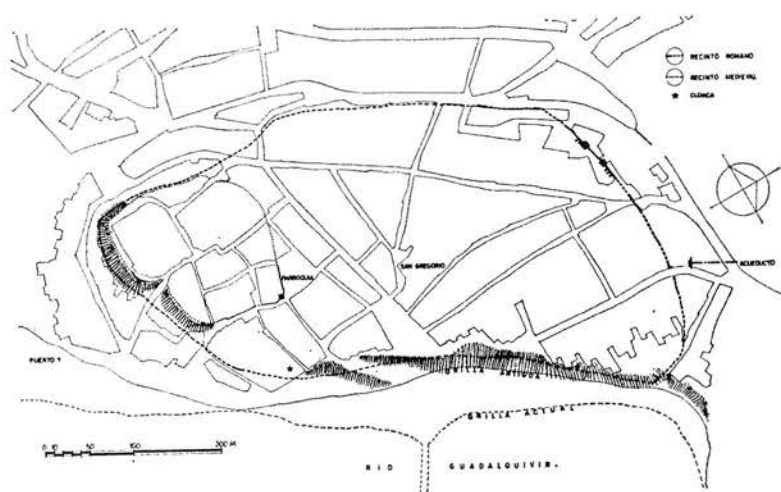 RECINTO ROMANO
RECINTO MEDIEVAL
CLOACA
ACUEDUCTO
SAN GREGORIO
PARROQUIA
PUERTO ?
ORILLA ANTIGUA
ORILLA ACTUAL
0 10 50 100 200 M
RIO GUADALQUIVIR.